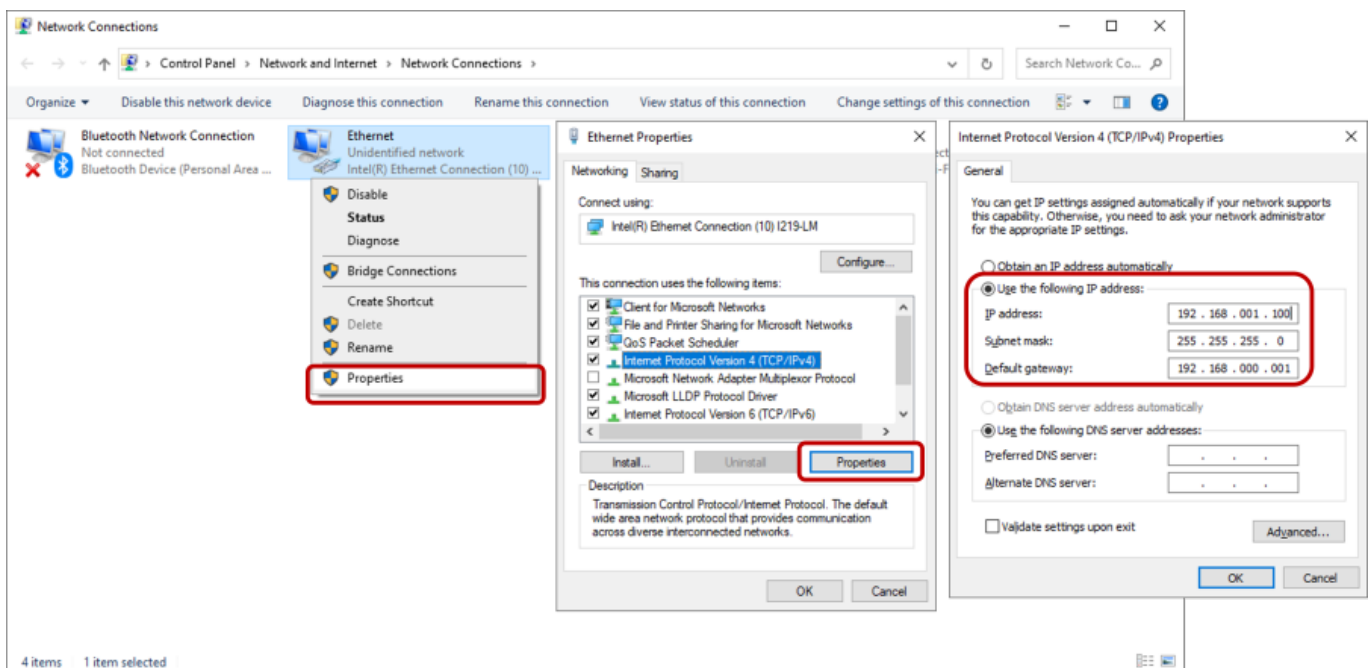 Network Connections
Control Panel > Network and Internet > Network Connections >
Search Network Co...
Organize
Disable this network device
Diagnose this connection
Rename this connection
View status of this connection
Change settings of this connection
Bluetooth Network Connection
Not connected
Bluetooth Device (Personal Area ...
Ethernet
Unidentified network
Intel(R) Ethernet Connection (10) ...
Disable
Status
Diagnose
Bridge Connections
Create Shortcut
Delete
Rename
Properties
Ethernet Properties
Networking
Sharing
Connect using:
Intel(R) Ethernet Connection (10) I219-LM
Configure...
This connection uses the following items:
Client for Microsoft Networks
File and Printer Sharing for Microsoft Networks
QoS Packet Scheduler
Internet Protocol Version 4 (TCP/IPv4)
Microsoft Network Adapter Multiplexor Protocol
Microsoft LLDP Protocol Driver
Internet Protocol Version 6 (TCP/IPv6)
Install...
Uninstall
Properties
Description
Transmission Control Protocol/Internet Protocol. The default
wide area network protocol that provides communication
across diverse interconnected networks.
OK
Cancel
Internet Protocol Version 4 (TCP/IPv4) Properties
General
You can get IP settings assigned automatically if your network supports
this capability. Otherwise, you need to ask your network administrator
for the appropriate IP settings.
Obtain an IP address automatically
Use the following IP address:
IP address: 192 . 168 . 001 . 100
Subnet mask: 255 . 255 . 255 . 0
Default gateway: 192 . 168 . 000 . 001
Obtain DNS server address automatically
Use the following DNS server addresses:
Preferred DNS server: . . .
Alternate DNS server: . . .
Validate settings upon exit
Advanced...
OK
Cancel
4 items
1 item selected